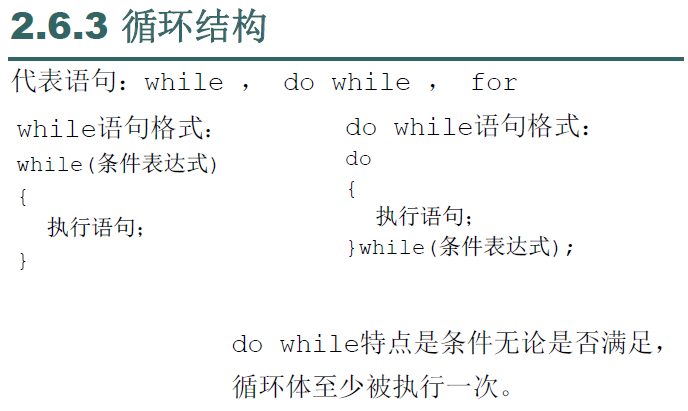 2.6.3 循环结构
代表语句：while ， do while ， for
while语句格式：
while(条件表达式)
{
执行语句；
}
do while语句格式：
do
{
执行语句；
}while(条件表达式);
do while特点是条件无论是否满足，
循环体至少被执行一次。